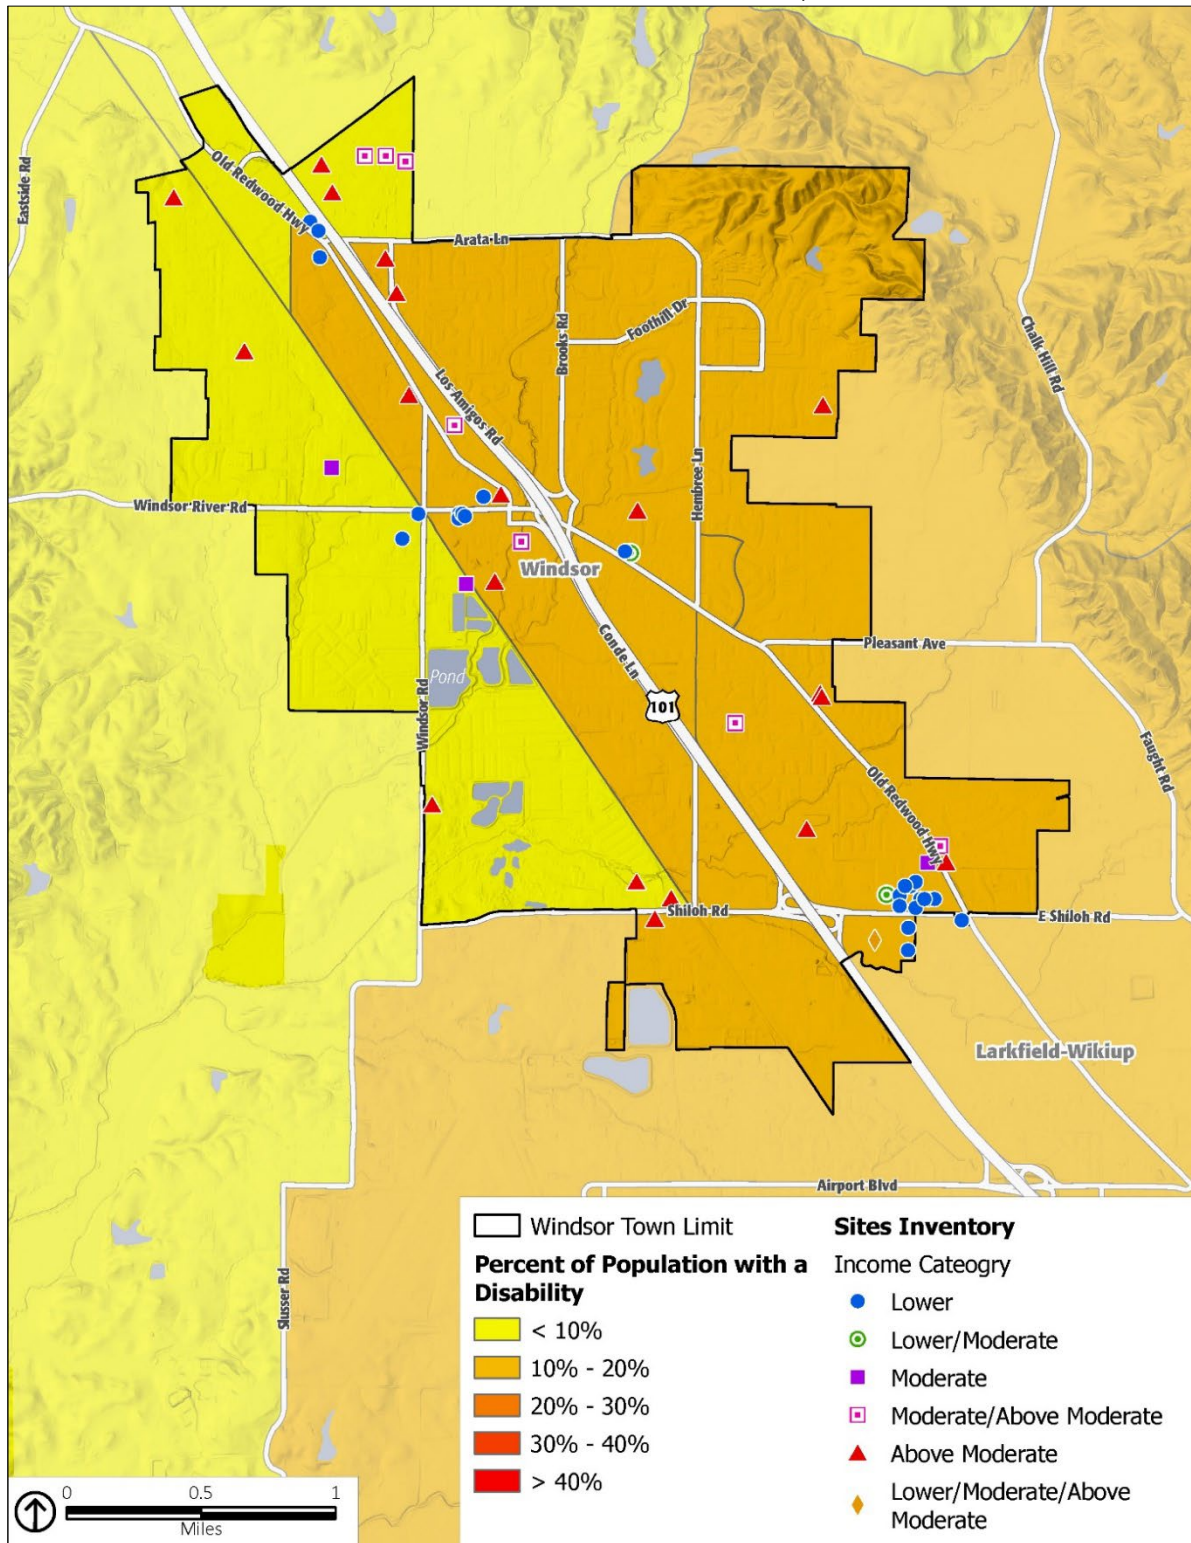 Eastside Rd
Old Redwood Hwy
Arata Ln
Brooks Rd
Foothill Dr
Chalk Hill Rd
Los Amigos Rd
Hembree Ln
Windsor River Rd
Windsor
Conde Ln
Pleasant Ave
Pond
Windsor Rd
101
Faught Rd
Old Redwood Hwy
Shiloh Rd
E Shiloh Rd
Larkfield-Wikiup
Airport Blvd
Slusser Rd
Windsor Town Limit
Percent of Population with a
Disability
< 10%
10% - 20%
20% - 30%
30% - 40%
> 40%
Sites Inventory
Income Cateogry
Lower
Lower/Moderate
Moderate
Moderate/Above Moderate
Above Moderate
Lower/Moderate/Above
Moderate
0 0.5 1
Miles